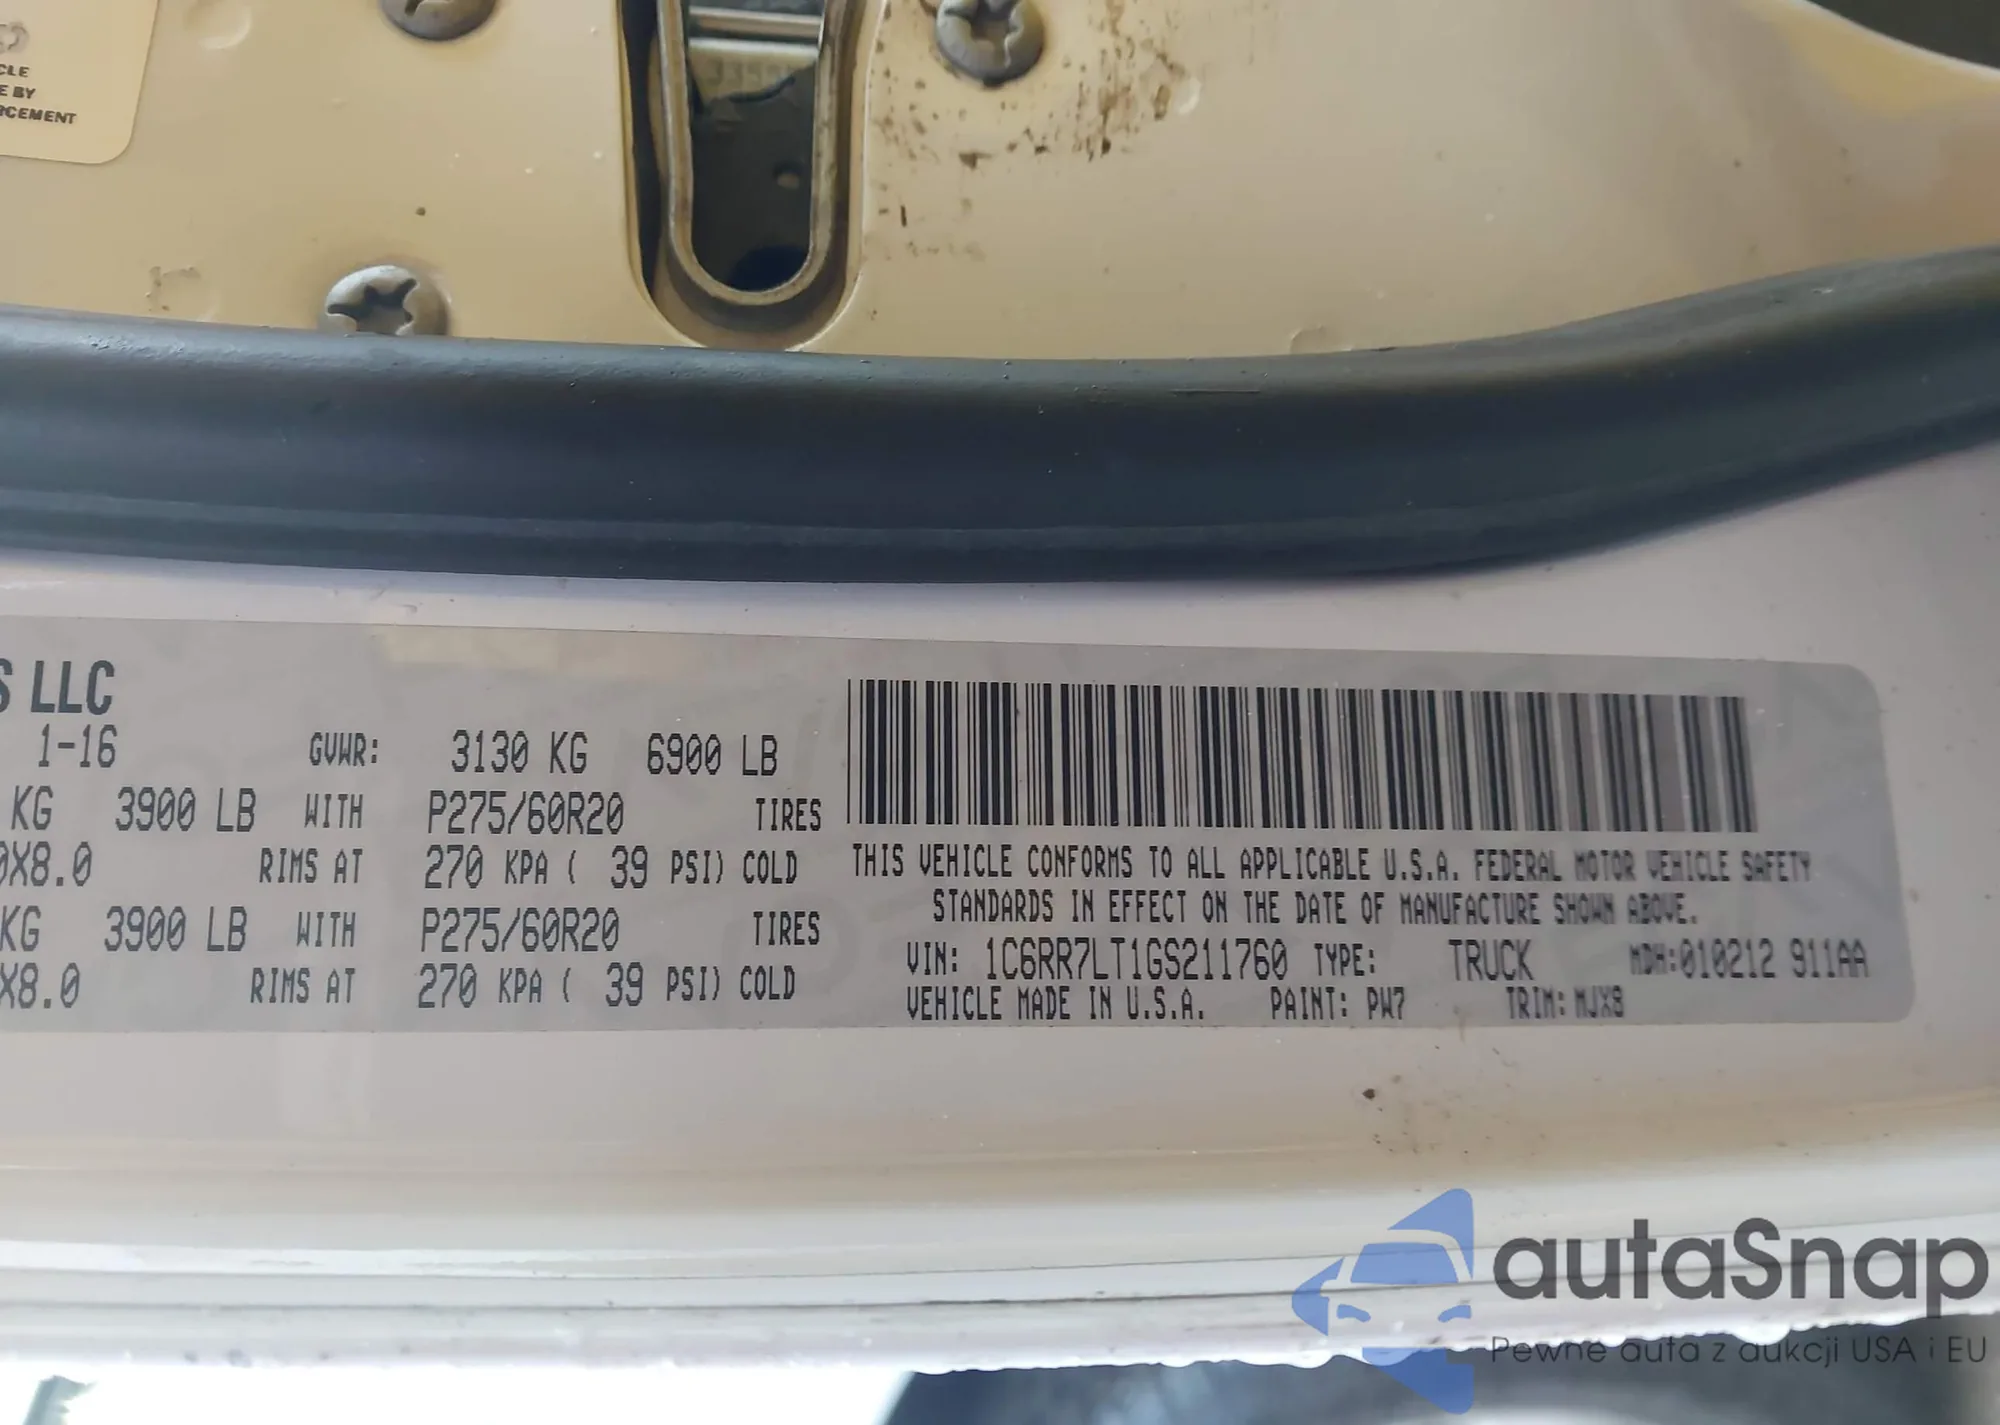 CLE
E BY
RCEMENT
S LLC
1-16 GVWR: 3130 KG 6900 LB
KG 3900 LB WITH P275/60R20 TIRES
0X8.0 RIMS AT 270 KPA ( 39 PSI) COLD
KG 3900 LB WITH P275/60R20 TIRES
X8.0 RIMS AT 270 KPA ( 39 PSI) COLD
THIS VEHICLE CONFORMS TO ALL APPLICABLE U.S.A. FEDERAL MOTOR VEHICLE SAFETY
STANDARDS IN EFFECT ON THE DATE OF MANUFACTURE SHOWN ABOVE.
VIN: 1C6RR7LT1GS211760 TYPE: TRUCK MDH:010212 911AA
VEHICLE MADE IN U.S.A. PAINT: PW7 TRIM: MJX8
autaSnap
Pewne auta z aukcji USA i EU